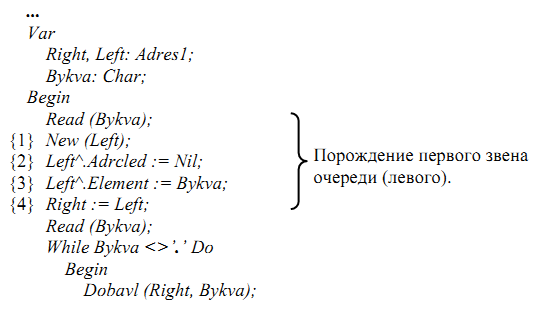 ...
Var
Right, Left: Adres1;
Bykva: Char;
Begin
Read (Bykva);
{1} New (Left);
{2} Left^.Adrcled := Nil;
{3} Left^.Element := Bykva;
{4} Right := Left;
Read (Bykva);
While Bykva <>’.’ Do
Begin
Dobavl (Right, Bykva);
Порождение первого звена
очереди (левого).